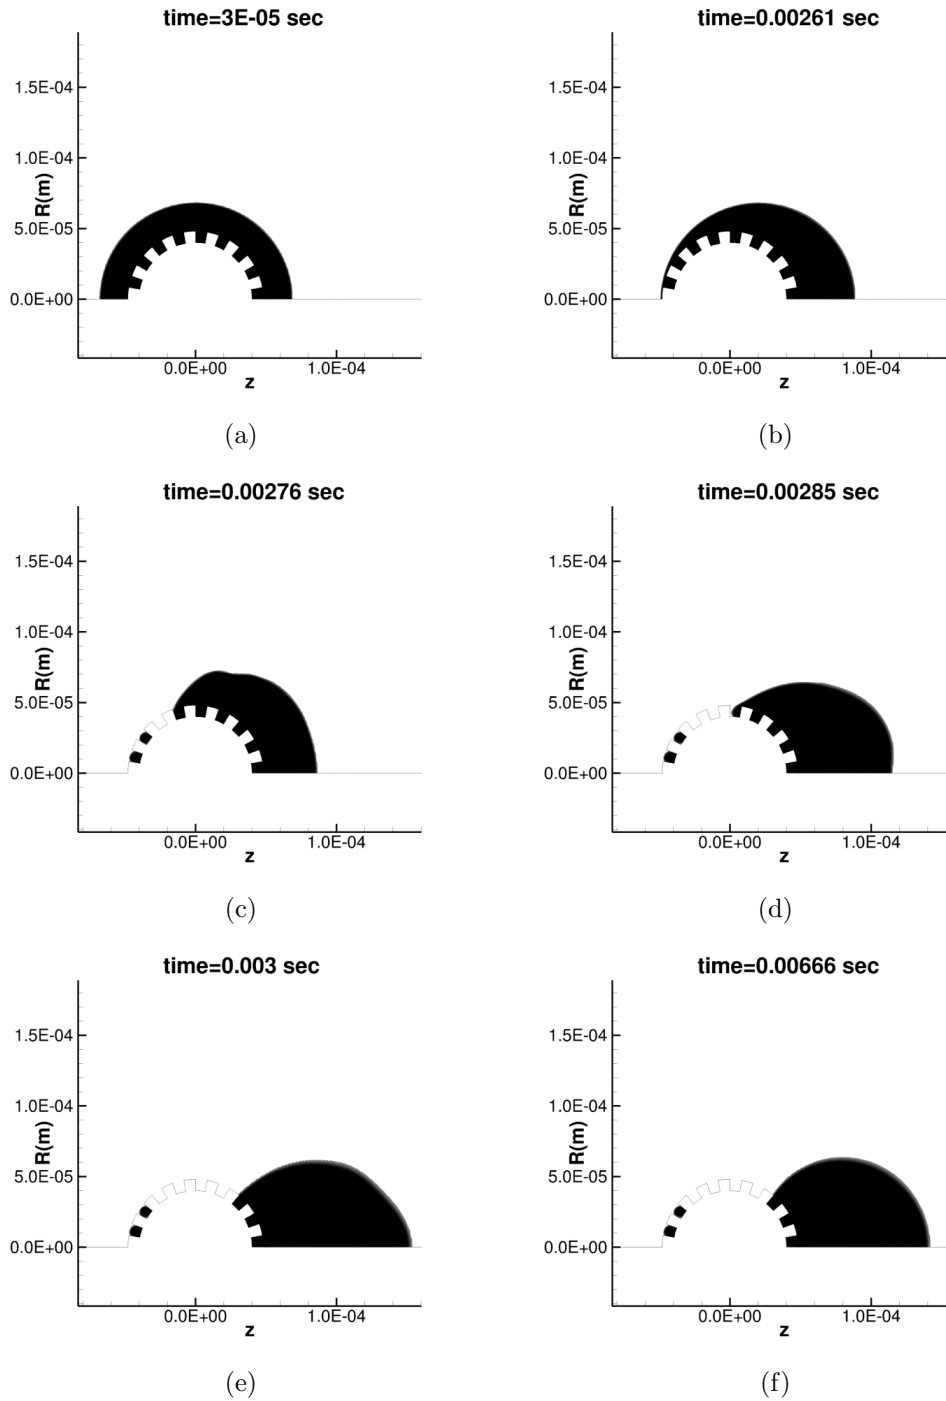 time=3E-05 sec
1.5E-04
1.0E-04
R(m)
5.0E-05
0.0E+00
0.0E+00 1.0E-04
z
(a)
time=0.00261 sec
1.5E-04
1.0E-04
R(m)
5.0E-05
0.0E+00
0.0E+00 1.0E-04
z
(b)
time=0.00276 sec
1.5E-04
1.0E-04
R(m)
5.0E-05
0.0E+00
0.0E+00 1.0E-04
z
(c)
time=0.00285 sec
1.5E-04
1.0E-04
R(m)
5.0E-05
0.0E+00
0.0E+00 1.0E-04
z
(d)
time=0.003 sec
1.5E-04
1.0E-04
R(m)
5.0E-05
0.0E+00
0.0E+00 1.0E-04
z
(e)
time=0.00666 sec
1.5E-04
1.0E-04
R(m)
5.0E-05
0.0E+00
0.0E+00 1.0E-04
z
(f)